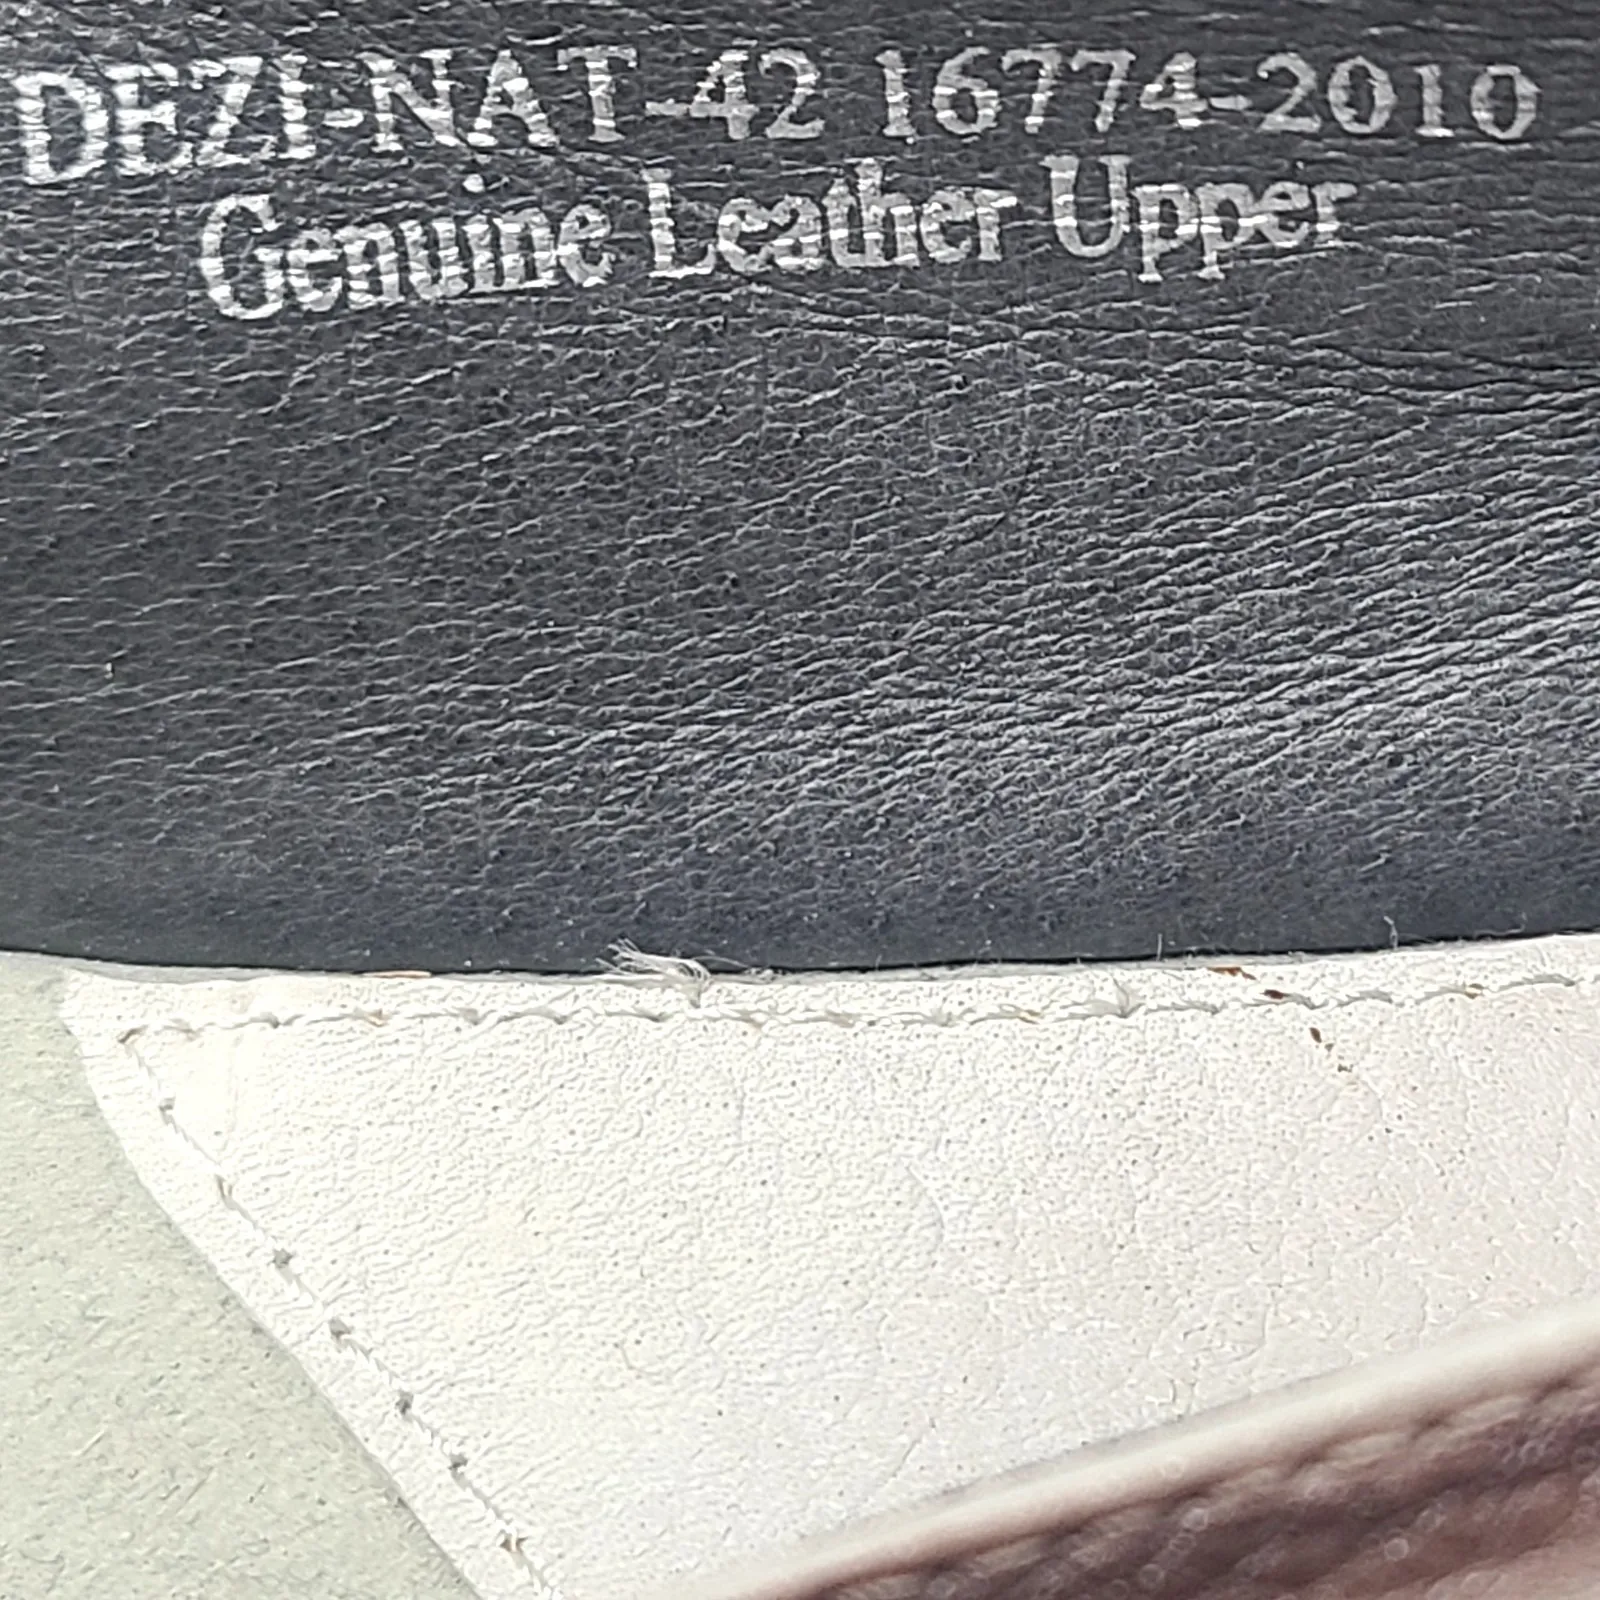 DEZI-NAT-42 16774-2010
Genuine Leather Upper